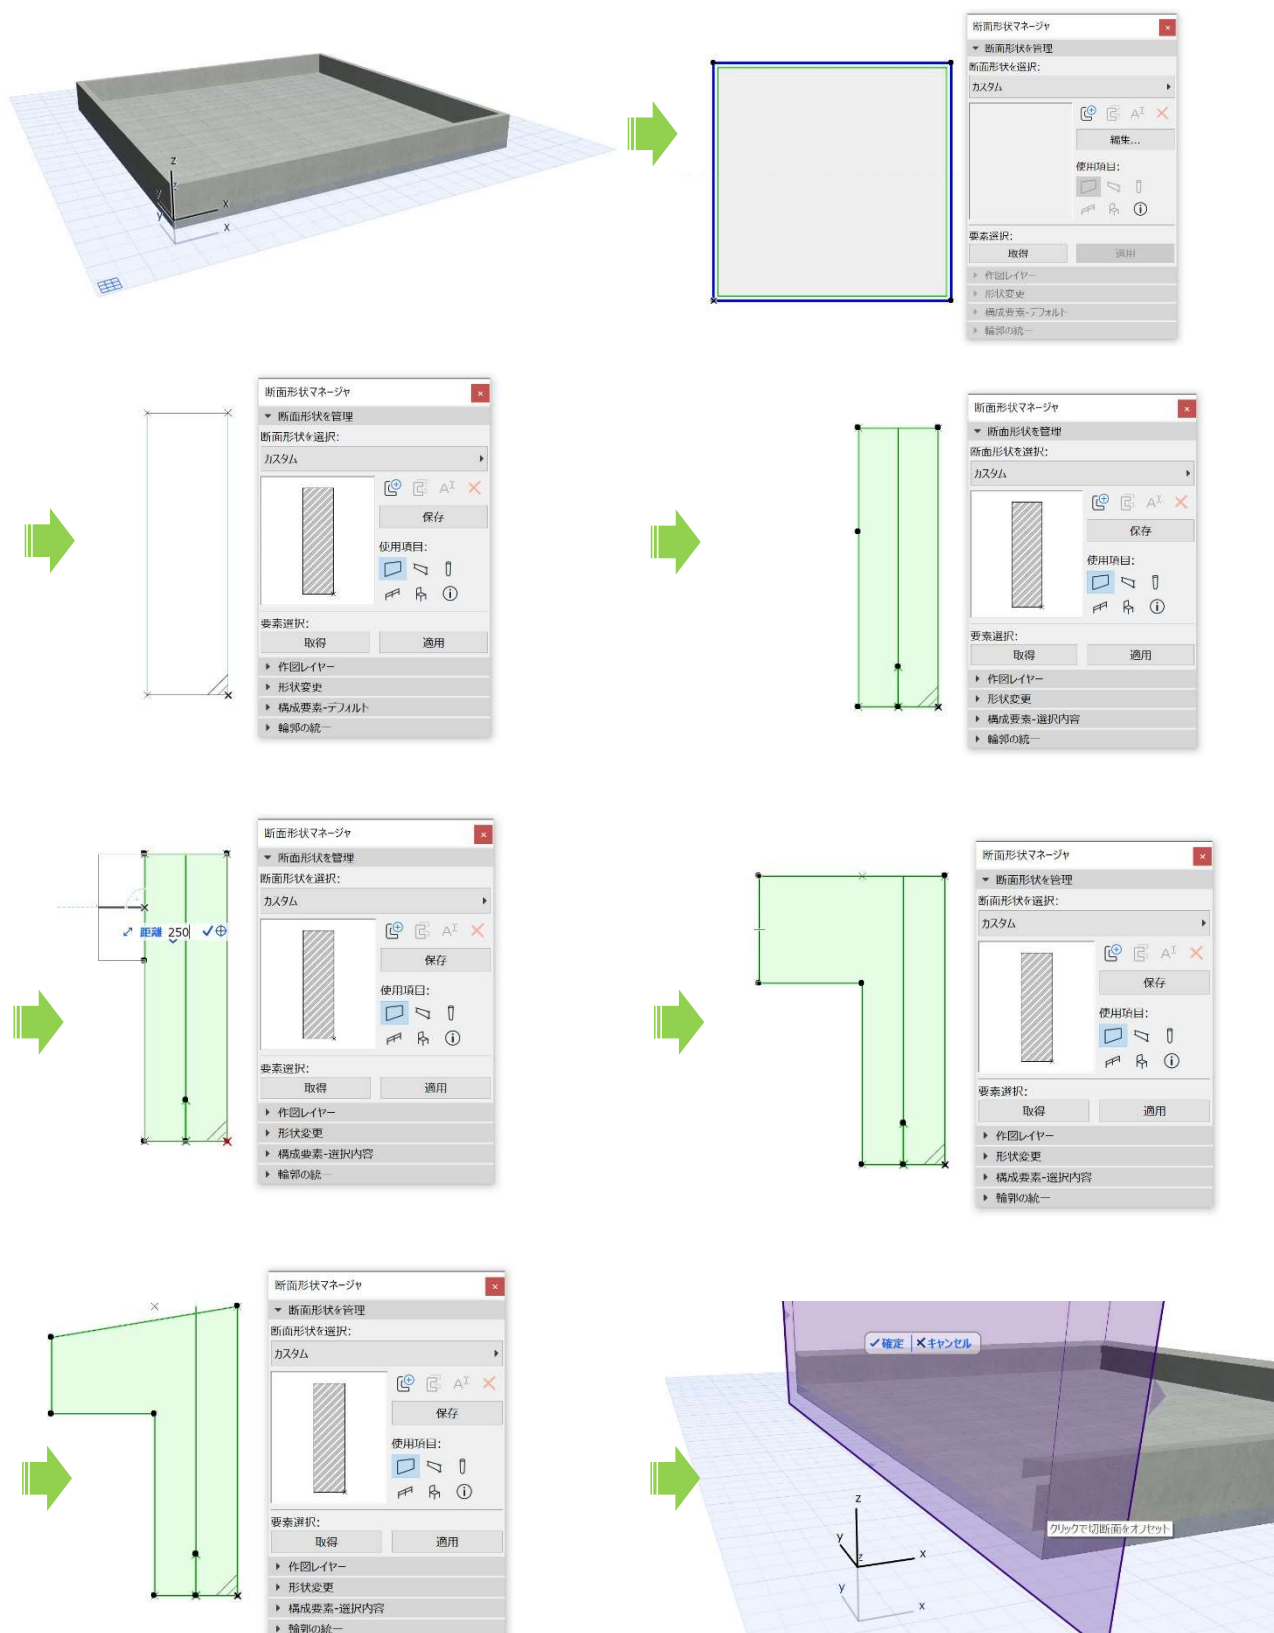 z
z
y
x
y
x
断面形状マネージャ
断面形状を管理
断面形状を選択:
カスタム
編集...
使用項目:
要素選択:
取得
適用
作図レイヤー
形状変更
構成要素-デフォルト
輪郭の統一
断面形状マネージャ
断面形状を管理
断面形状を選択:
カスタム
保存
使用項目:
要素選択:
取得
適用
作図レイヤー
形状変更
構成要素-デフォルト
輪郭の統一
断面形状マネージャ
断面形状を管理
断面形状を選択:
カスタム
保存
使用項目:
要素選択:
取得
適用
作図レイヤー
形状変更
構成要素-選択内容
輪郭の統一
距離 250
断面形状マネージャ
断面形状を管理
断面形状を選択:
カスタム
保存
使用項目:
要素選択:
取得
適用
作図レイヤー
形状変更
構成要素-選択内容
輪郭の統一
断面形状マネージャ
断面形状を管理
断面形状を選択:
カスタム
保存
使用項目:
要素選択:
取得
適用
作図レイヤー
形状変更
構成要素-選択内容
輪郭の統一
断面形状マネージャ
断面形状を管理
断面形状を選択:
カスタム
保存
使用項目:
要素選択:
取得
適用
作図レイヤー
形状変更
構成要素-選択内容
輪郭の統一
確定 キャンセル
クリックで切断面をオフセット
z
y
z
x
y
x